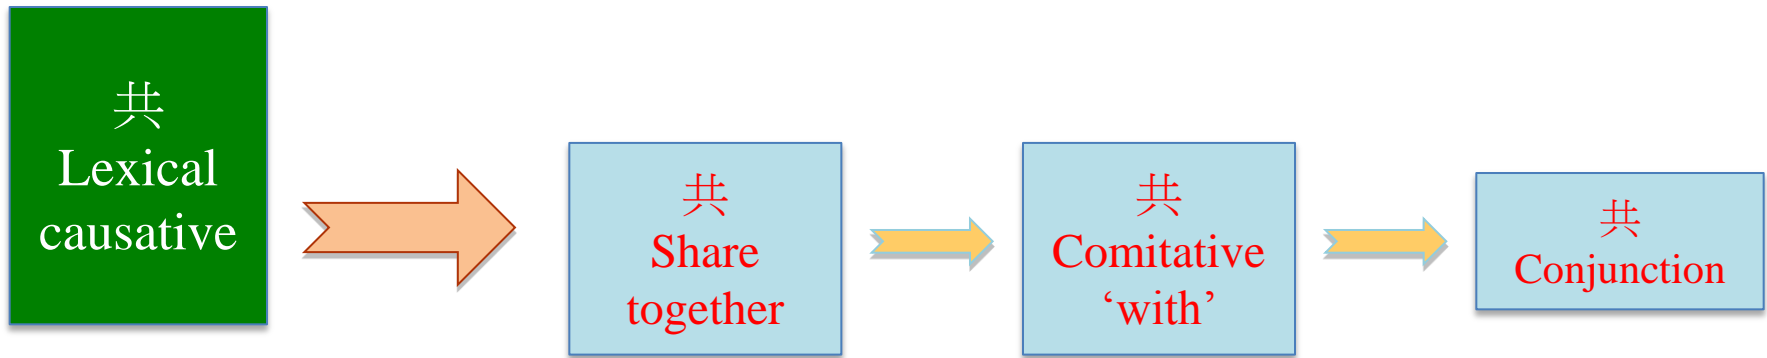 共
Lexical
causative
共
Share
together
共
Comitative
‘with’
共
Conjunction